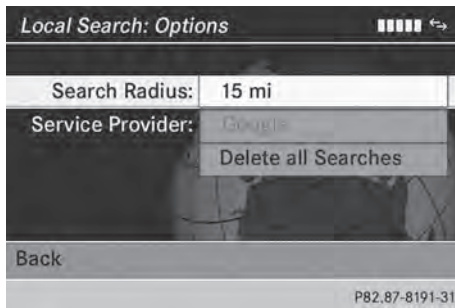 Local Search: Options
Search Radius: 15 mi
Service Provider: Google
Delete all Searches
Back
P82.87-8191-31